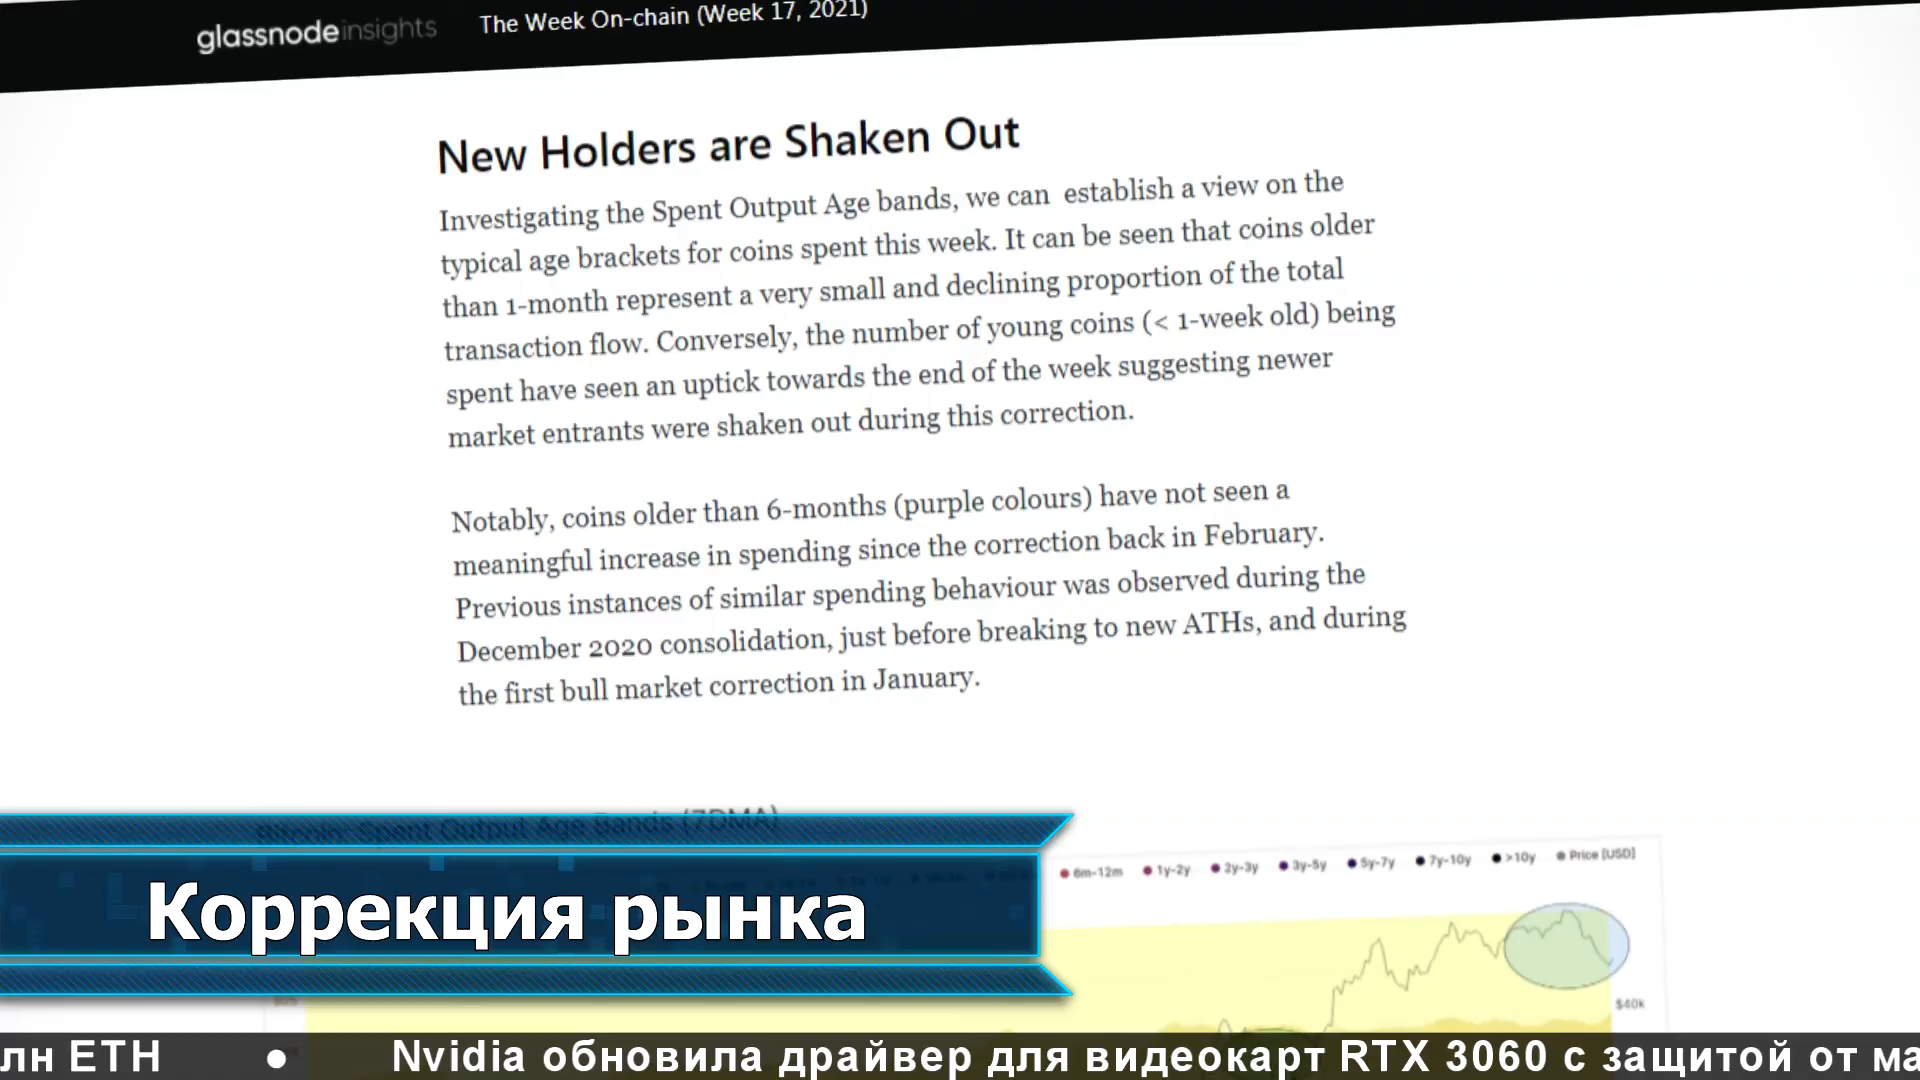 glassnodeinsights The Week On-chain (Week 17, 2021)
New Holders are Shaken Out
Investigating the Spent Output Age bands, we can establish a view on the
typical age brackets for coins spent this week. It can be seen that coins older
than 1-month represent a very small and declining proportion of the total
transaction flow. Conversely, the number of young coins (< 1-week old) being
spent have seen an uptick towards the end of the week suggesting newer
market entrants were shaken out during this correction.
Notably, coins older than 6-months (purple colours) have not seen a
meaningful increase in spending since the correction back in February.
Previous instances of similar spending behaviour was observed during the
December 2020 consolidation, just before breaking to new ATHs, and during
the first bull market correction in January.
Bitcoin: Spent Output Age Bands (7DMA)
6m-12m 1y-2y 2y-3y 3y-5y 5y-7y 7y-10y >10y Price [USD]
Коррекция рынка
$40k
лн ETH ● Nvidia обновила драйвер для видеокарт RTX 3060 с защитой от ма